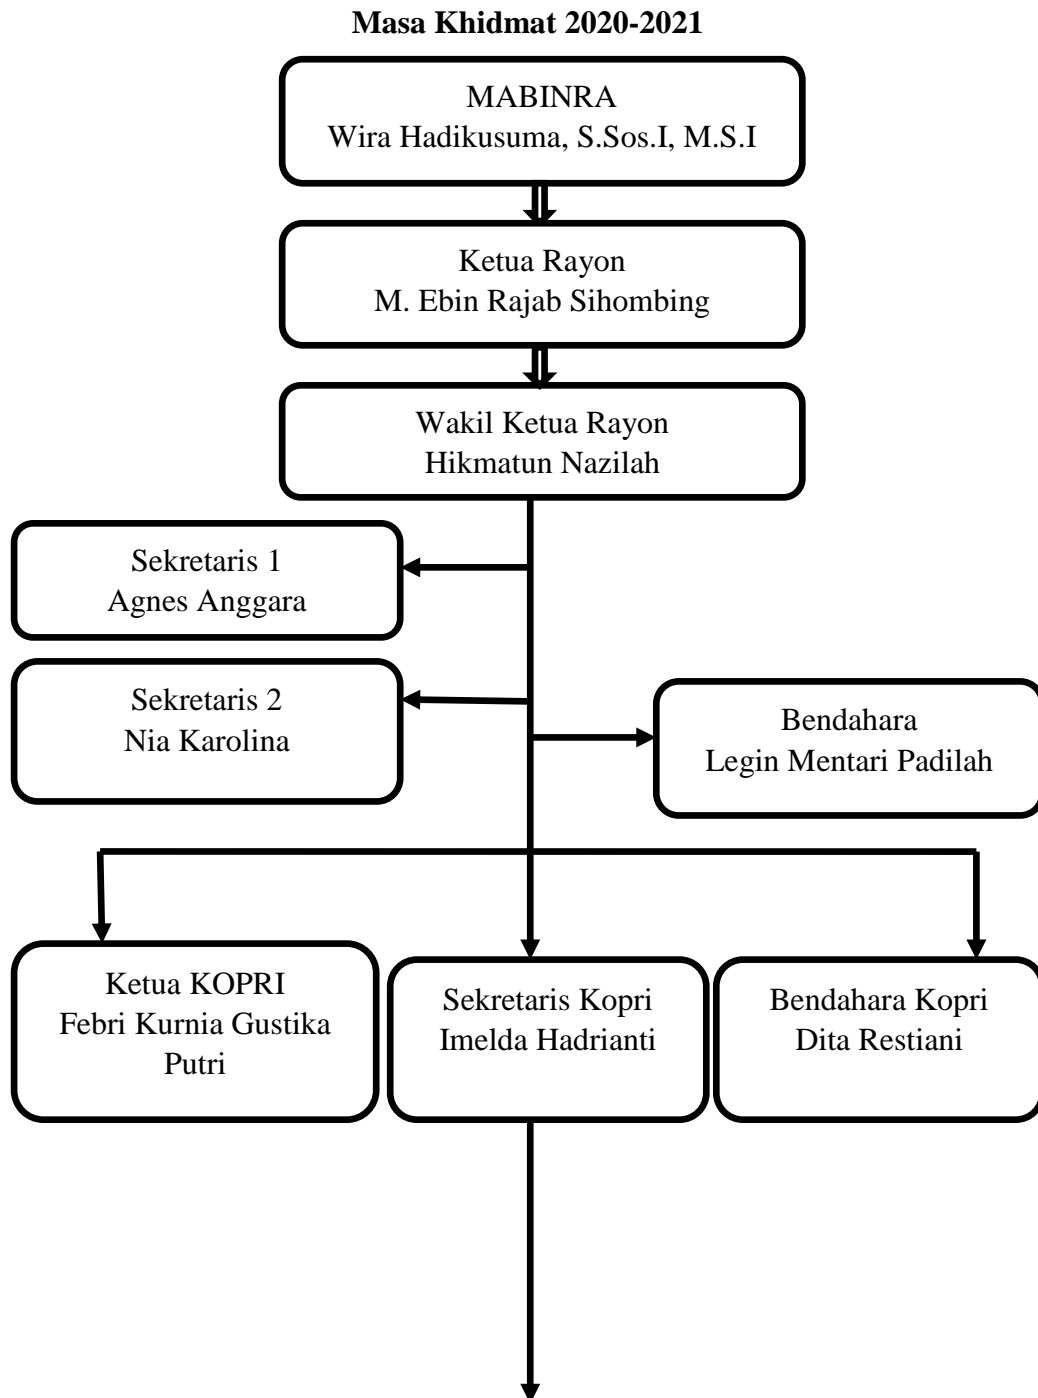 Masa Khidmat 2020-2021
MABINRA
Wira Hadikusuma, S.Sos.I, M.S.I
Ketua Rayon
M. Ebin Rajab Sihombing
Wakil Ketua Rayon
Hikmatun Nazilah
Sekretaris 1
Agnes Anggara
Sekretaris 2
Nia Karolina
Bendahara
Legin Mentari Padilah
Ketua KOPRI
Febri Kurnia Gustika
Putri
Sekretaris Kopri
Imelda Hadrianti
Bendahara Kopri
Dita Restiani